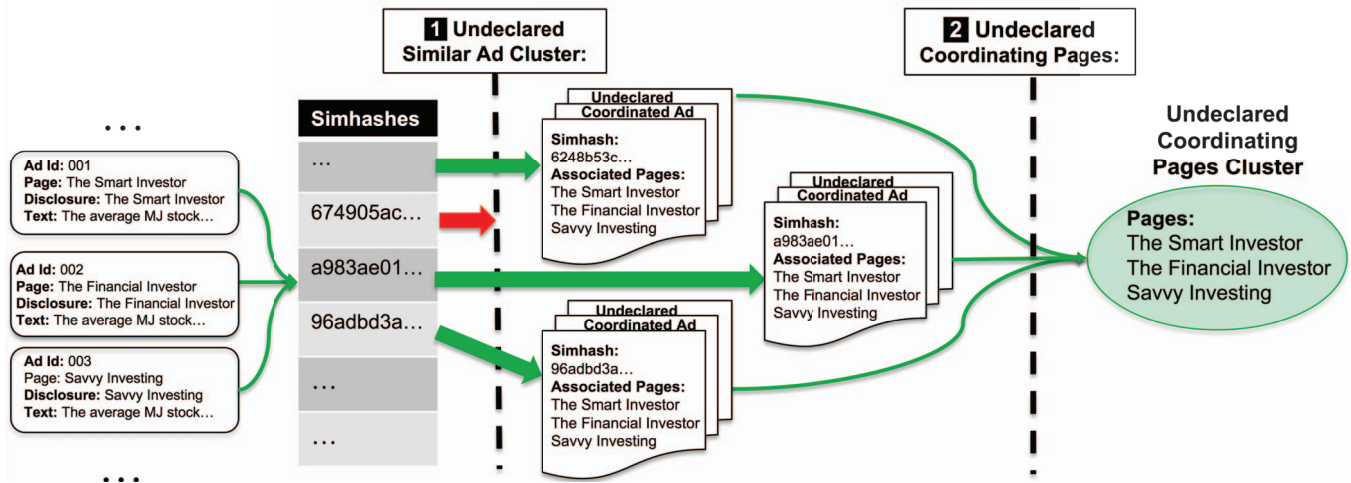 1 Undeclared
Similar Ad Cluster:
2 Undeclared
Coordinating Pages:
...
Ad Id: 001
Page: The Smart Investor
Disclosure: The Smart Investor
Text: The average MJ stock...
Ad Id: 002
Page: The Financial Investor
Disclosure: The Financial Investor
Text: The average MJ stock...
Ad Id: 003
Page: Savvy Investing
Disclosure: Savvy Investing
Text: The average MJ stock...
...
Simhashes
...
674905ac...
a983ae01...
96adbd3a...
...
...
Undeclared
Coordinated Ad
Simhash:
6248b53c...
Associated Pages:
The Smart Investor
The Financial Investor
Savvy Investing
Undeclared
Coordinated Ad
Simhash:
a983ae01...
Associated Pages:
The Smart Investor
The Financial Investor
Savvy Investing
Undeclared
Coordinated Ad
Simhash:
96adbd3a...
Associated Pages:
The Smart Investor
The Financial Investor
Savvy Investing
Undeclared
Coordinating
Pages Cluster
Pages:
The Smart Investor
The Financial Investor
Savvy Investing